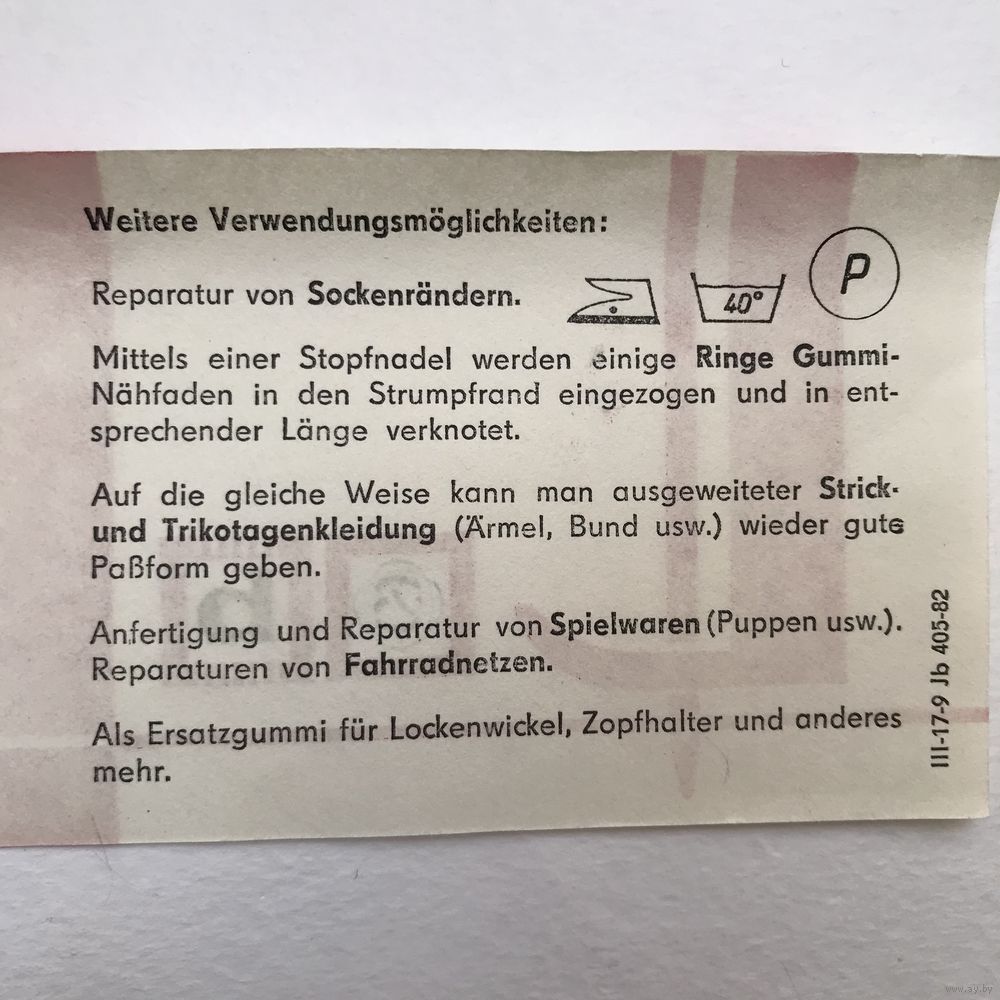 Weitere Verwendungsmöglichkeiten:
Reparatur von Sockenrändern.
40°
P
Mittels einer Stopfnadel werden einige Ringe Gummi-
Nähfaden in den Strumpfrand eingezogen und in ent-
sprechender Länge verknotet.
Auf die gleiche Weise kann man ausgeweiteter Strick-
und Trikotagenkleidung (Ärmel, Bund usw.) wieder gute
Paßform geben.
Anfertigung und Reparatur von Spielwaren (Puppen usw.).
Reparaturen von Fahrradnetzen.
Als Ersatzgummi für Lockenwickel, Zopfhalter und anderes
mehr.
III-17-9 Jb 405-82
www.ay.by